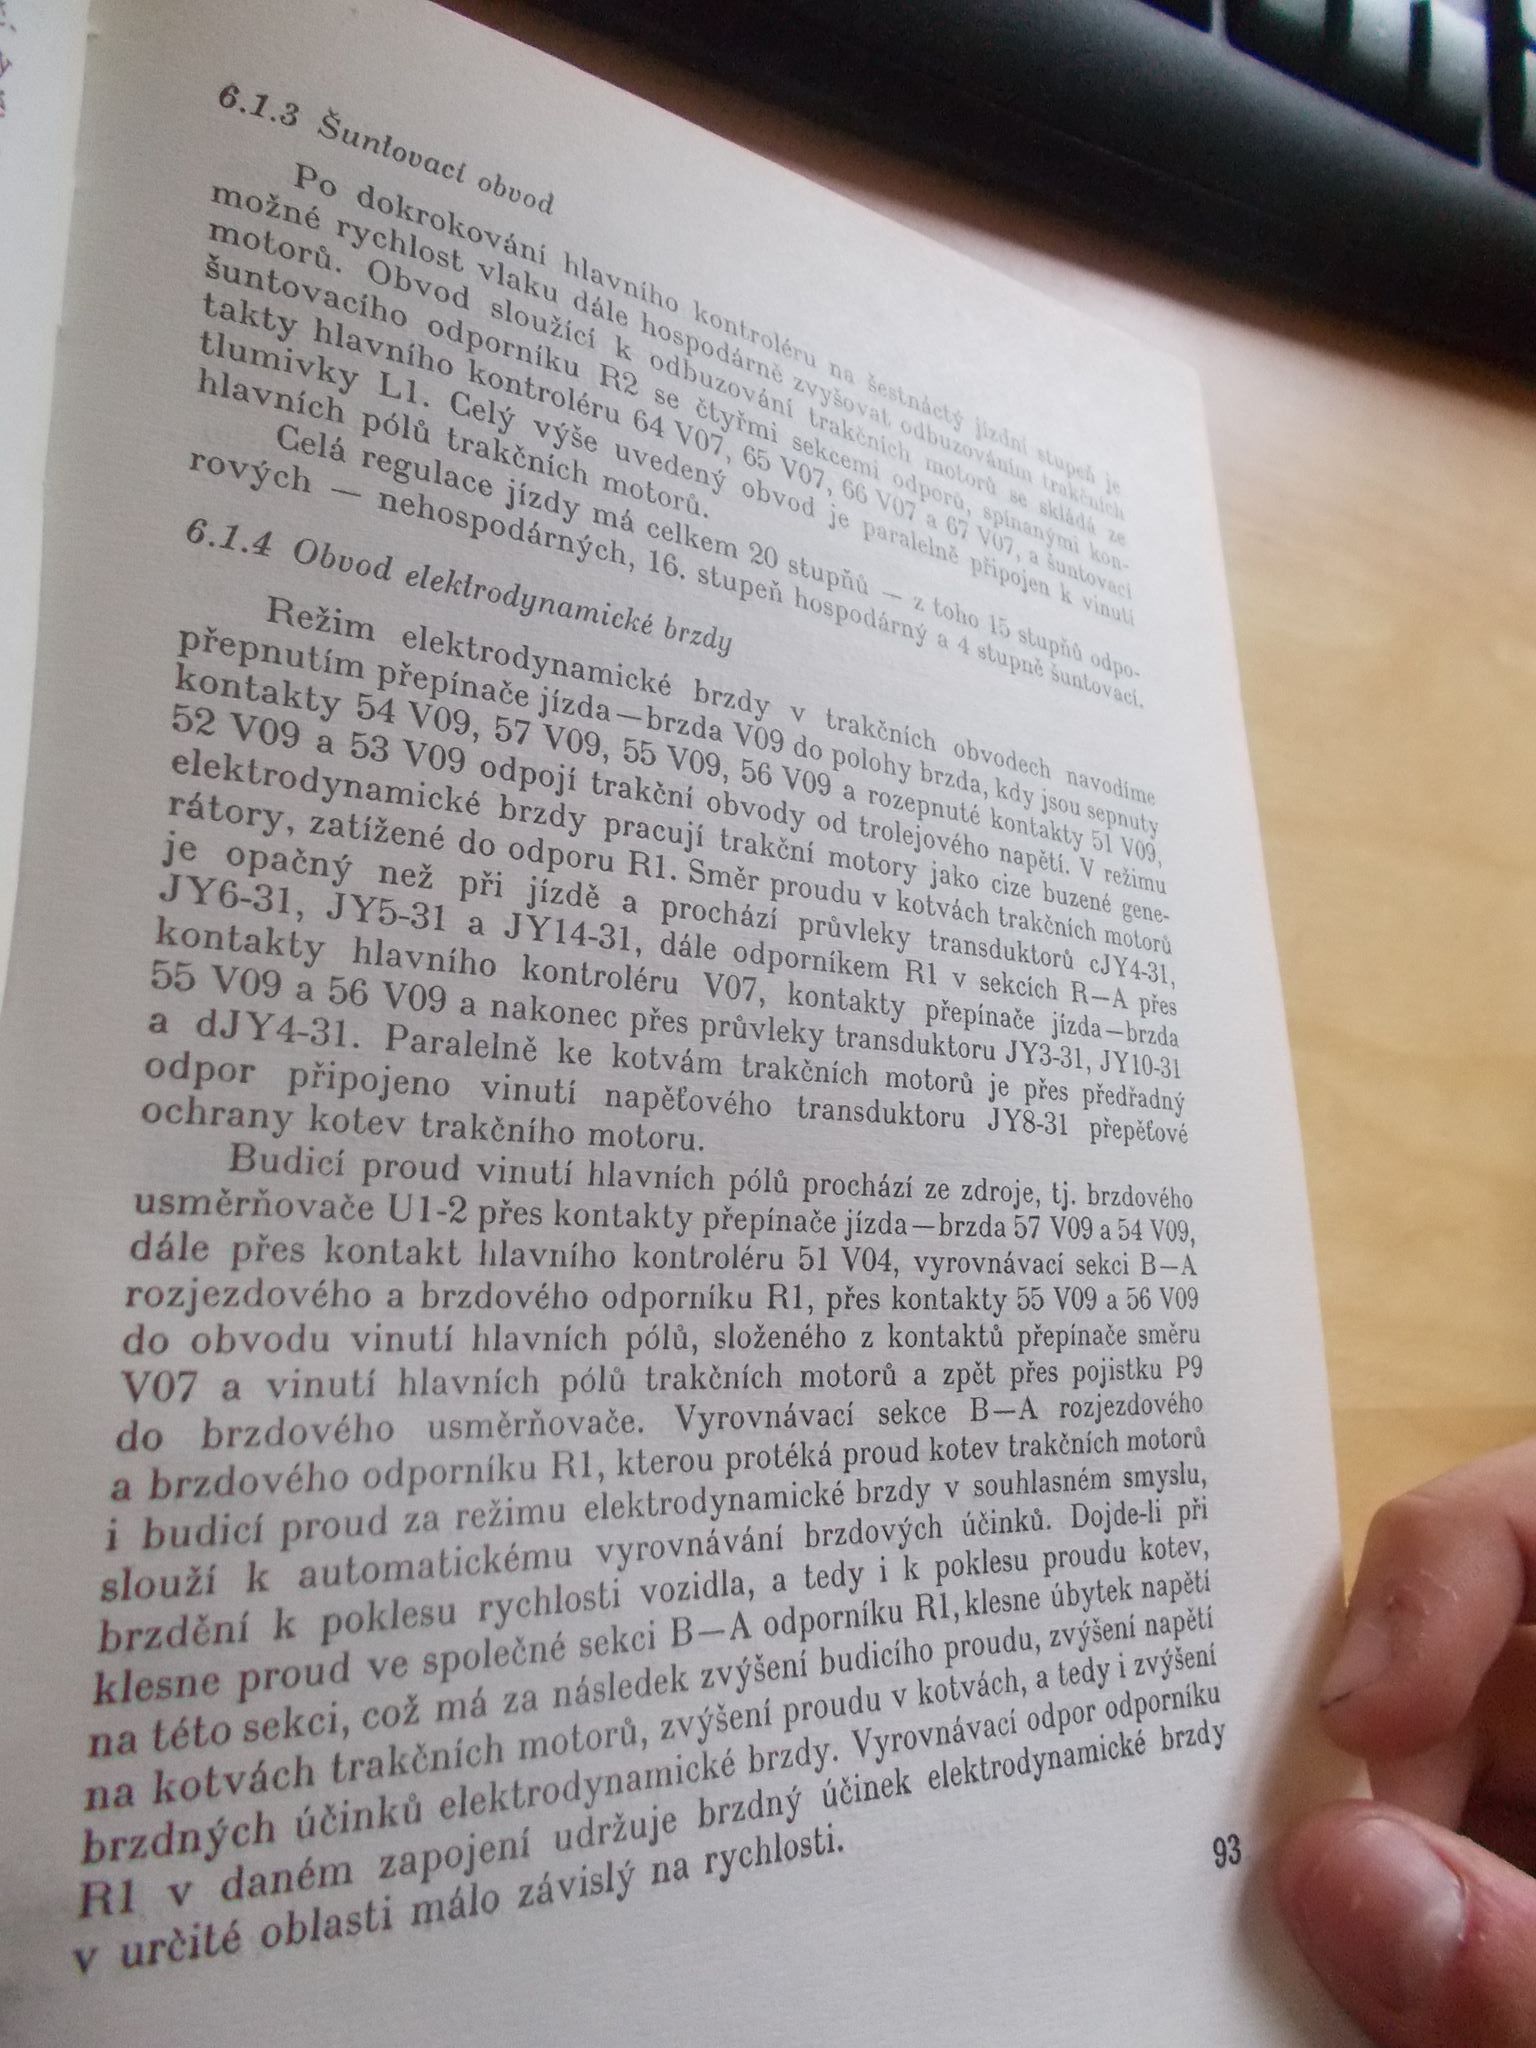 6.1.3 Šuntovací obvod
Po dokrokování hlavního kontroléru na šestnáctý jízdní stupeň je
možné rychlost vlaku dále hospodárně zvyšovat odbuzováním trakčních
motorů. Obvod sloužící k odbuzování trakčních motorů se skládá ze
šuntovacího odporníku R2 se čtyřmi sekcemi odporů, spínanými kon-
takty hlavního kontroléru 64 V07, 65 V07, 66 V07 a 67 V07, a šuntovací
tlumivky L1. Celý výše uvedený obvod je paralelně připojen k vinutí
hlavních pólů trakčních motorů.
Celá regulace jízdy má celkem 20 stupňů — z toho 15 stupňů odpo-
rových — nehospodárných, 16. stupeň hospodárný a 4 stupně šuntovací.
6.1.4 Obvod elektrodynamické brzdy
Režim elektrodynamické brzdy v trakčních obvodech navodíme
přepnutím přepínače jízda—brzda V09 do polohy brzda, kdy jsou sepnuty
kontakty 54 V09, 57 V09, 55 V09, 56 V09 a rozepnuté kontakty 51 V09,
52 V09 a 53 V09 odpojí trakční obvody od trolejového napětí. V režimu
elektrodynamické brzdy pracují trakční motory jako cize buzené gene-
rátory, zatížené do odporu R1. Směr proudu v kotvách trakčních motorů
je opačný než při jízdě a prochází průvleky transduktorů cJY4-31,
JY6-31, JY5-31 a JY14-31, dále odporníkem R1 v sekcích R—A přes
kontakty hlavního kontroléru V07, kontakty přepínače jízda—brzda
55 V09 a 56 V09 a nakonec přes průvleky transduktoru JY3-31, JY10-31
a dJY4-31. Paralelně ke kotvám trakčních motorů je přes předřadný
odpor připojeno vinutí napěťového transduktoru JY8-31 přepěťové
ochrany kotev trakčního motoru.
Budicí proud vinutí hlavních pólů prochází ze zdroje, tj. brzdového
usměrňovače U1-2 přes kontakty přepínače jízda—brzda 57 V09 a 54 V09,
dále přes kontakt hlavního kontroléru 51 V04, vyrovnávací sekci B—A
rozjezdového a brzdového odporníku R1, přes kontakty 55 V09 a 56 V09
do obvodu vinutí hlavních pólů, složeného z kontaktů přepínače směru
V07 a vinutí hlavních pólů trakčních motorů a zpět přes pojistku P9
do brzdového usměrňovače. Vyrovnávací sekce B—A rozjezdového
a brzdového odporníku R1, kterou protéká proud kotev trakčních motorů
i budicí proud za režimu elektrodynamické brzdy v souhlasném smyslu,
slouží k automatickému vyrovnávání brzdových účinků. Dojde-li při
brzdění k poklesu rychlosti vozidla, a tedy i k poklesu proudu kotev,
klesne proud ve společné sekci B—A odporníku R1, klesne úbytek napětí
na této sekci, což má za následek zvýšení budicího proudu, zvýšení napětí
na kotvách trakčních motorů, zvýšení proudu v kotvách, a tedy i zvýšení
brzdných účinků elektrodynamické brzdy. Vyrovnávací odpor odporníku
R1 v daném zapojení udržuje brzdný účinek elektrodynamické brzdy
v určité oblasti málo závislý na rychlosti.
93